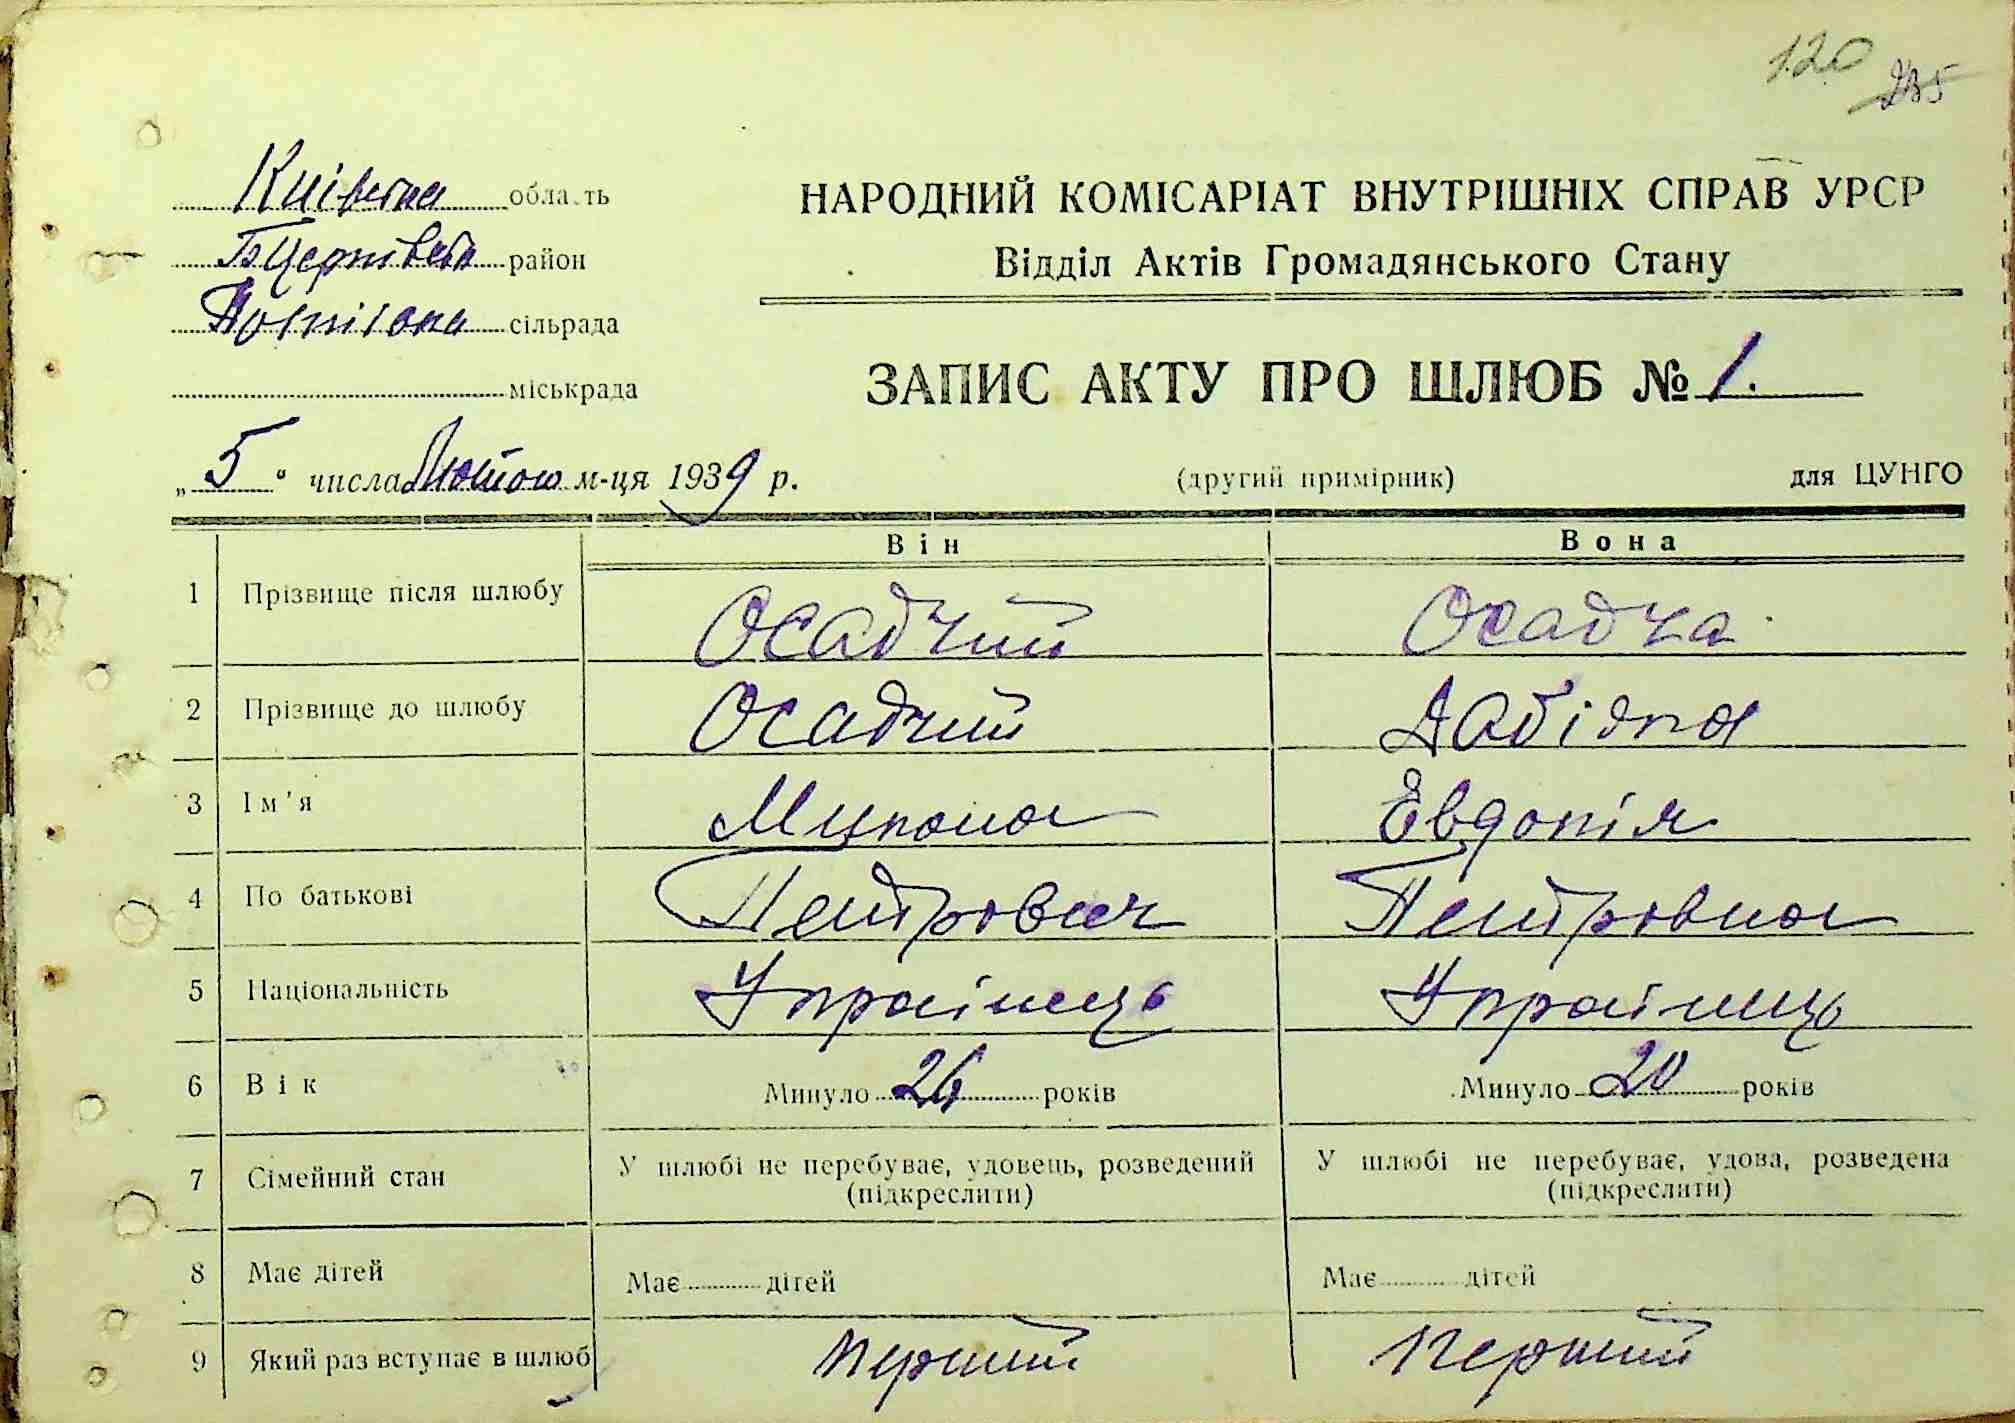 120
235
Київська область
БЦерківськ район
сільрада
міськрада
НАРОДНИЙ КОМІСАРІАТ ВНУТРІШНІХ СПРАВ УРСР
Відділ Актів Громадянського Стану
ЗАПИС АКТУ ПРО ШЛЮБ № 1.
„ 5 “ числа Лютого м-ця 1939 р.
(другий примірник)
для ЦУНГО
Він Вона
1 Прізвище після шлюбу Осадчий Осадча
2 Прізвище до шлюбу Осадчий
3 Ім'я Микола Евдокія
4 По батькові Петрович Петровна
5 Національність Українець Українець
6 Вік Минуло 26 років Минуло 20 років
7 Сімейний стан У шлюбі не перебуває, удовець, розведений У шлюбі не перебуває, удова, розведена
(підкреслити) (підкреслити)
8 Має дітей Має дітей Має дітей
9 Який раз вступає в шлюб Перший Перший